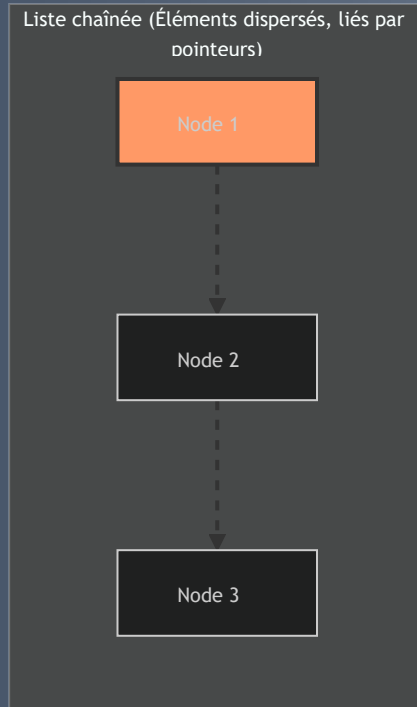 Liste chaînée (Éléments dispersés, liés par
pointeurs)
Node 1
Node 2
Node 3